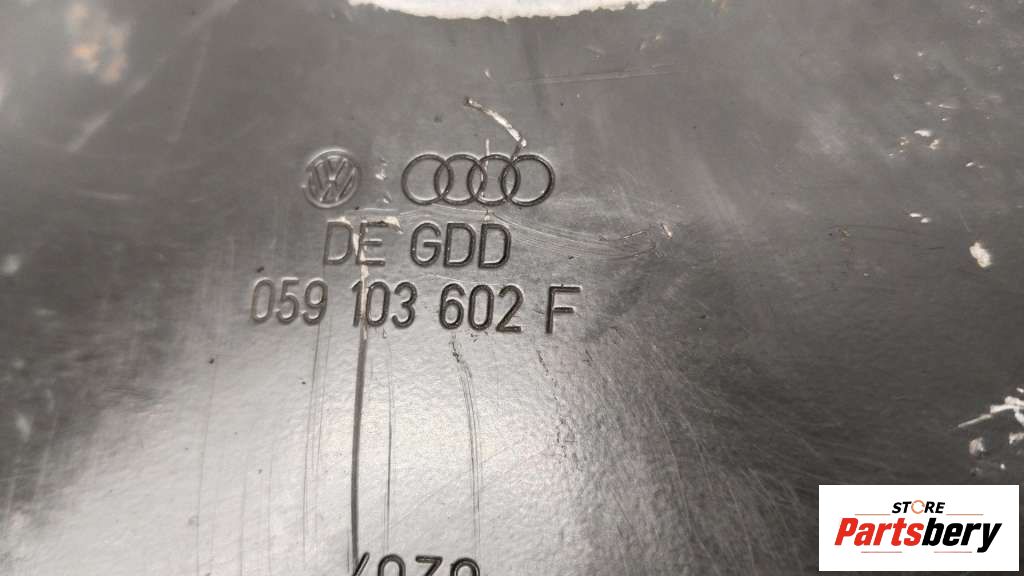 DE GDD
059 103 602 F
STORE
Partsbery